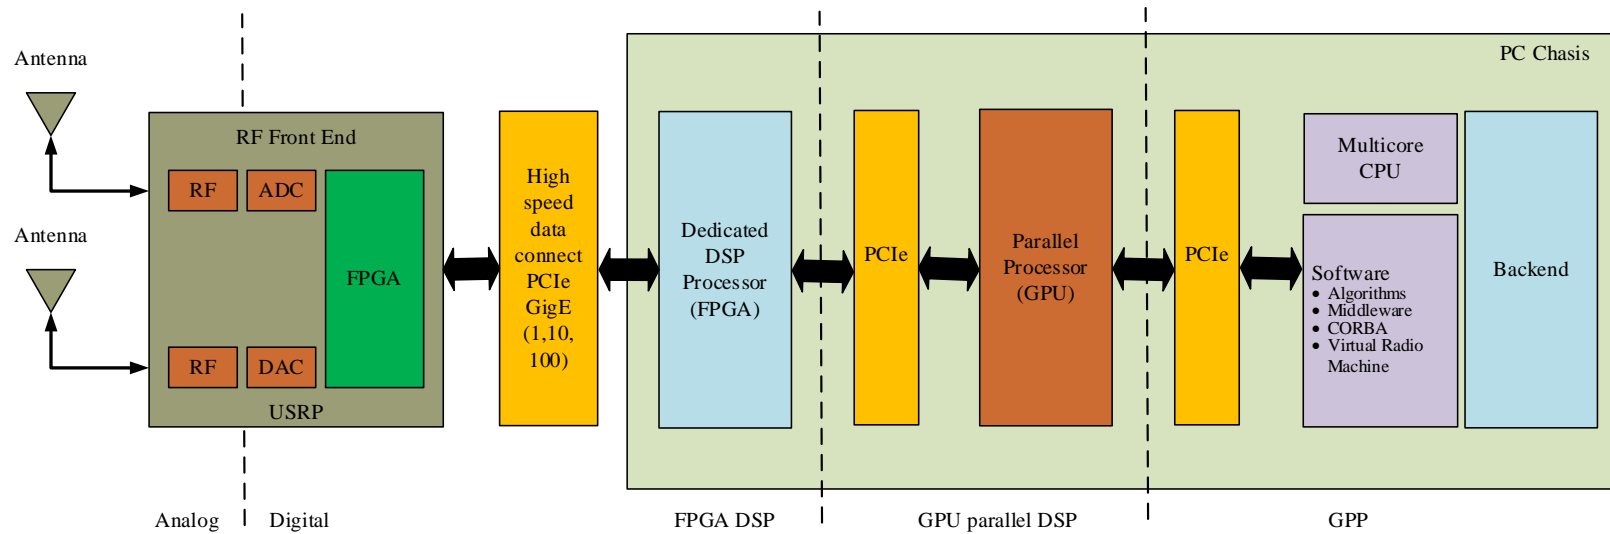 PC Chasis
Antenna
RF Front End
RF
ADC
FPGA
Antenna
RF
DAC
USRP
High
speed
data
connect
PCIe
GigE
(1,10,
100)
Dedicated
DSP
Processor
(FPGA)
PCIe
Parallel
Processor
(GPU)
PCIe
Multicore
CPU
Software
• Algorithms
• Middleware
• CORBA
• Virtual Radio
Machine
Backend
Analog
Digital
FPGA DSP
GPU parallel DSP
GPP